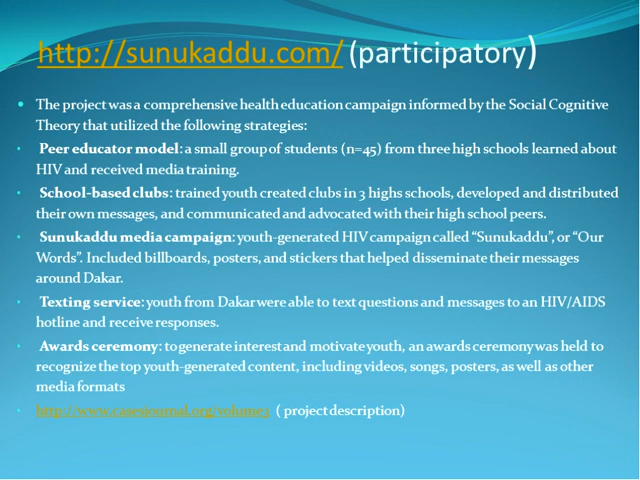 http://sunukaddu.com/ (participatory)
• The project was a comprehensive health education campaign informed by the Social Cognitive
Theory that utilized the following strategies:
• Peer educator model: a small group of students (n=45) from three high schools learned about
HIV and received media training.
• School-based clubs: trained youth created clubs in 3 highs schools, developed and distributed
their own messages, and communicated and advocated with their high school peers.
• Sunukaddu media campaign: youth-generated HIV campaign called “Sunukaddu”, or “Our
Words”. Included billboards, posters, and stickers that helped disseminate their messages
around Dakar.
• Texting service: youth from Dakar were able to text questions and messages to an HIV/AIDS
hotline and receive responses.
• Awards ceremony: to generate interest and motivate youth, an awards ceremony was held to
recognize the top youth-generated content, including videos, songs, posters, as well as other
media formats
• http://www.casesjournal.org/volume3 ( project description)